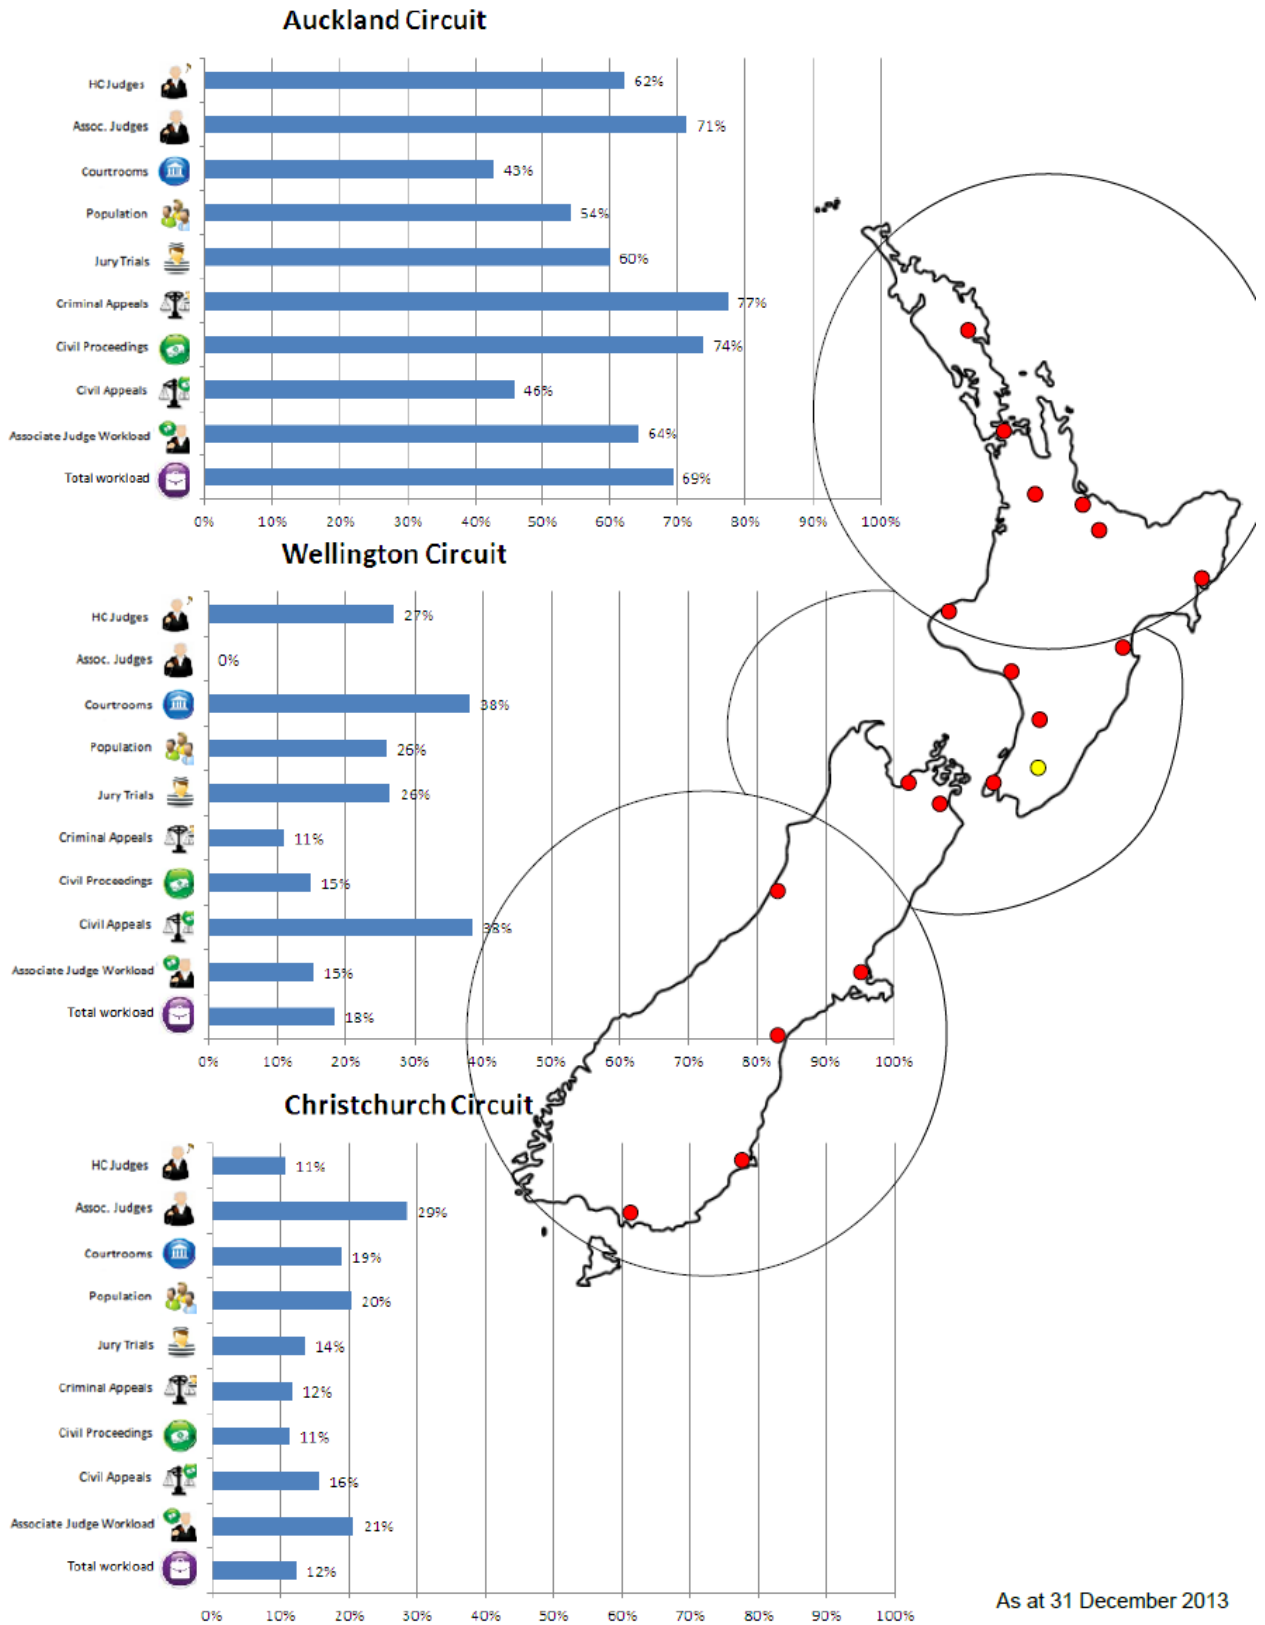 Auckland Circuit
HC Judges 62%
Assoc. Judges 71%
Courtrooms 43%
Population 54%
Jury Trials 60%
Criminal Appeals 77%
Civil Proceedings 74%
Civil Appeals 46%
Associate Judge Workload 64%
Total workload 69%
0% 10% 20% 30% 40% 50% 60% 70% 80% 90% 100%
Wellington Circuit
HC Judges 27%
Assoc. Judges 0%
Courtrooms 38%
Population 26%
Jury Trials 26%
Criminal Appeals 11%
Civil Proceedings 15%
Civil Appeals 38%
Associate Judge Workload 15%
Total workload 18%
0% 10% 20% 30% 40% 50% 60% 70% 80% 90% 100%
Christchurch Circuit
HC Judges 11%
Assoc. Judges 29%
Courtrooms 19%
Population 20%
Jury Trials 14%
Criminal Appeals 12%
Civil Proceedings 11%
Civil Appeals 16%
Associate Judge Workload 21%
Total workload 12%
0% 10% 20% 30% 40% 50% 60% 70% 80% 90% 100%
As at 31 December 2013